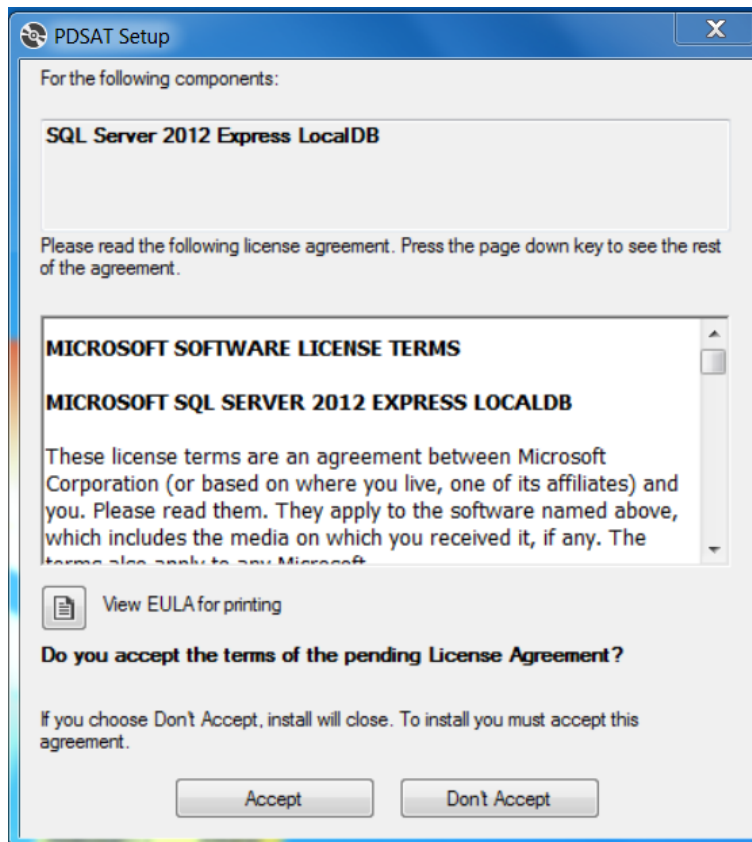 PDSAT Setup
For the following components:
SQL Server 2012 Express LocalDB
Please read the following license agreement. Press the page down key to see the rest
of the agreement.
MICROSOFT SOFTWARE LICENSE TERMS
MICROSOFT SQL SERVER 2012 EXPRESS LOCALDB
These license terms are an agreement between Microsoft
Corporation (or based on where you live, one of its affiliates) and
you. Please read them. They apply to the software named above,
which includes the media on which you received it, if any. The
terms also apply to any Microsoft
View EULA for printing
Do you accept the terms of the pending License Agreement?
If you choose Don't Accept, install will close. To install you must accept this
agreement.
Accept
Don't Accept